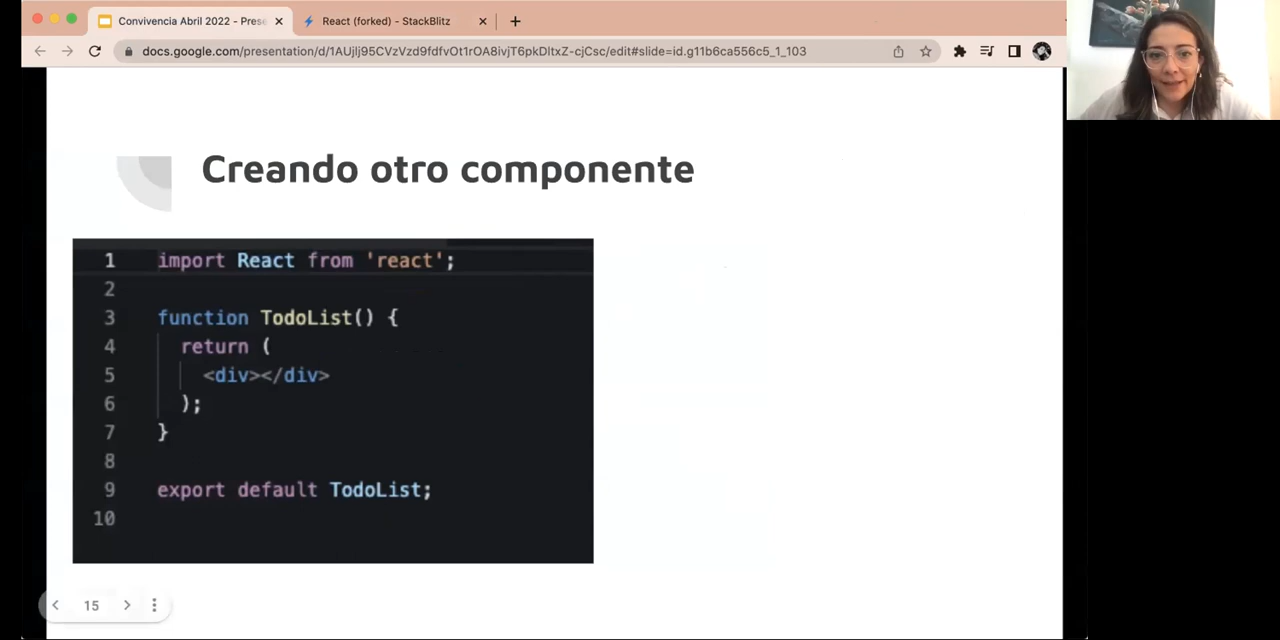 Convivencia Abril 2022 - Prese
React (forked) - StackBlitz
docs.google.com/presentation/d/1AUjlj95CVzVzd9fdfvOt1rOA8ivjT6pkDltxZ-cjCsc/edit#slide=id.g11b6ca556c5_1_103
Creando otro componente
1 import React from 'react';
2
3 function TodoList() {
4 return (
5 <div></div>
6 );
7 }
8
9 export default TodoList;
10
15